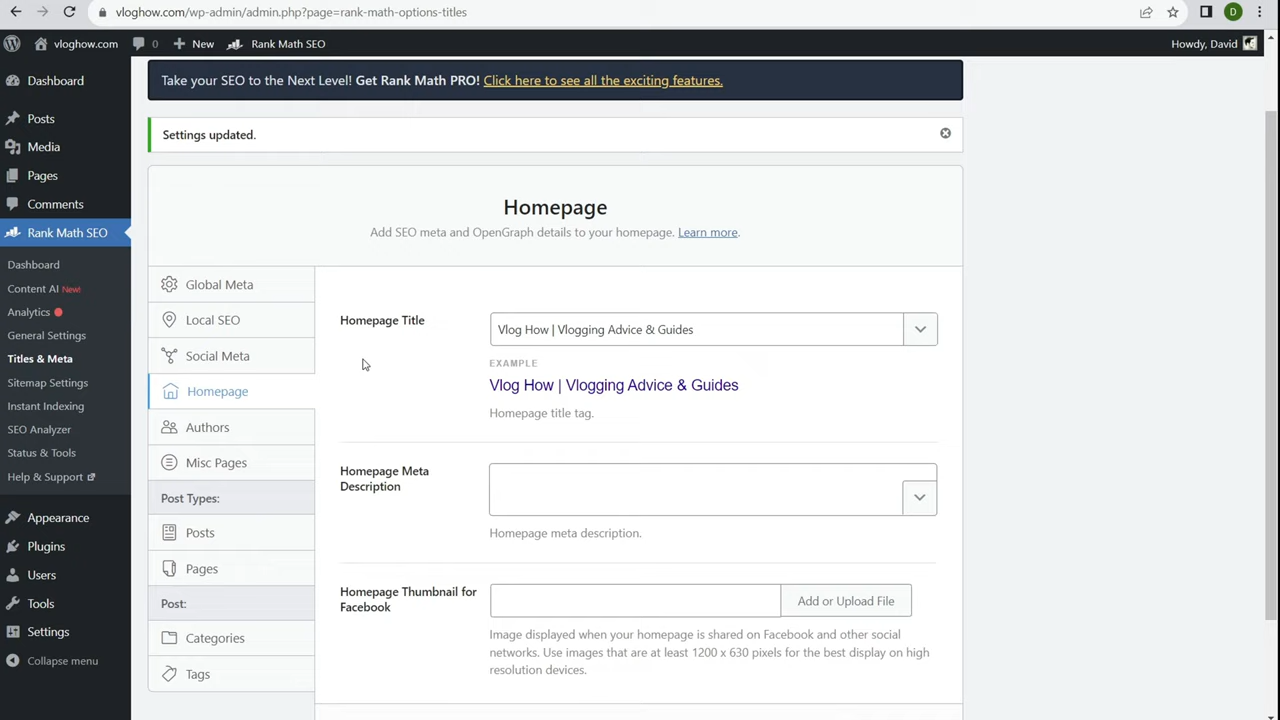 vloghow.com/wp-admin/admin.php?page=rank-math-options-titles
D
vloghow.com
0
New
Rank Math SEO
Howdy, David
Dashboard
Posts
Media
Pages
Comments
Rank Math SEO
Dashboard
Content AI New!
Analytics
General Settings
Titles & Meta
Sitemap Settings
Instant Indexing
SEO Analyzer
Status & Tools
Help & Support
Appearance
Plugins
Users
Tools
Settings
Collapse menu
Take your SEO to the Next Level! Get Rank Math PRO! Click here to see all the exciting features.
Settings updated.
Homepage
Add SEO meta and OpenGraph details to your homepage. Learn more.
Global Meta
Local SEO
Social Meta
Homepage
Authors
Misc Pages
Post Types:
Posts
Pages
Post:
Categories
Tags
Homepage Title
Vlog How | Vlogging Advice & Guides
EXAMPLE
Vlog How | Vlogging Advice & Guides
Homepage title tag.
Homepage Meta
Description
Homepage meta description.
Homepage Thumbnail for
Facebook
Add or Upload File
Image displayed when your homepage is shared on Facebook and other social
networks. Use images that are at least 1200 x 630 pixels for the best display on high
resolution devices.